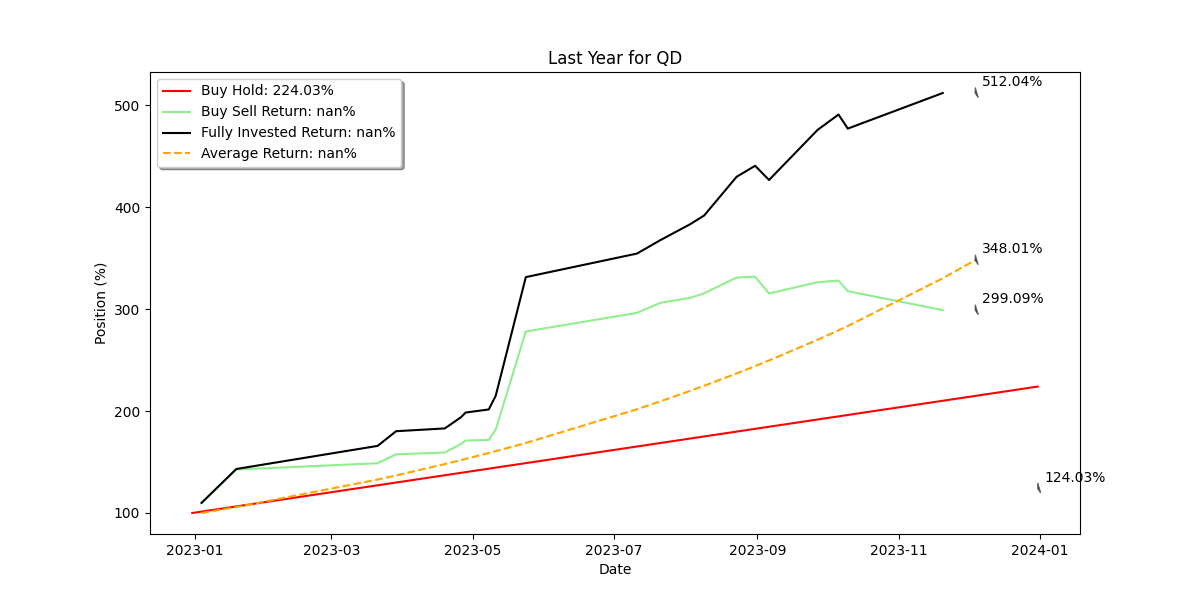 Last Year for QD
Buy Hold: 224.03%
Buy Sell Return: nan%
Fully Invested Return: nan%
Average Return: nan%
512.04%
348.01%
299.09%
124.03%
Position (%)
500
400
300
200
100
2023-01
2023-03
2023-05
2023-07
2023-09
2023-11
2024-01
Date